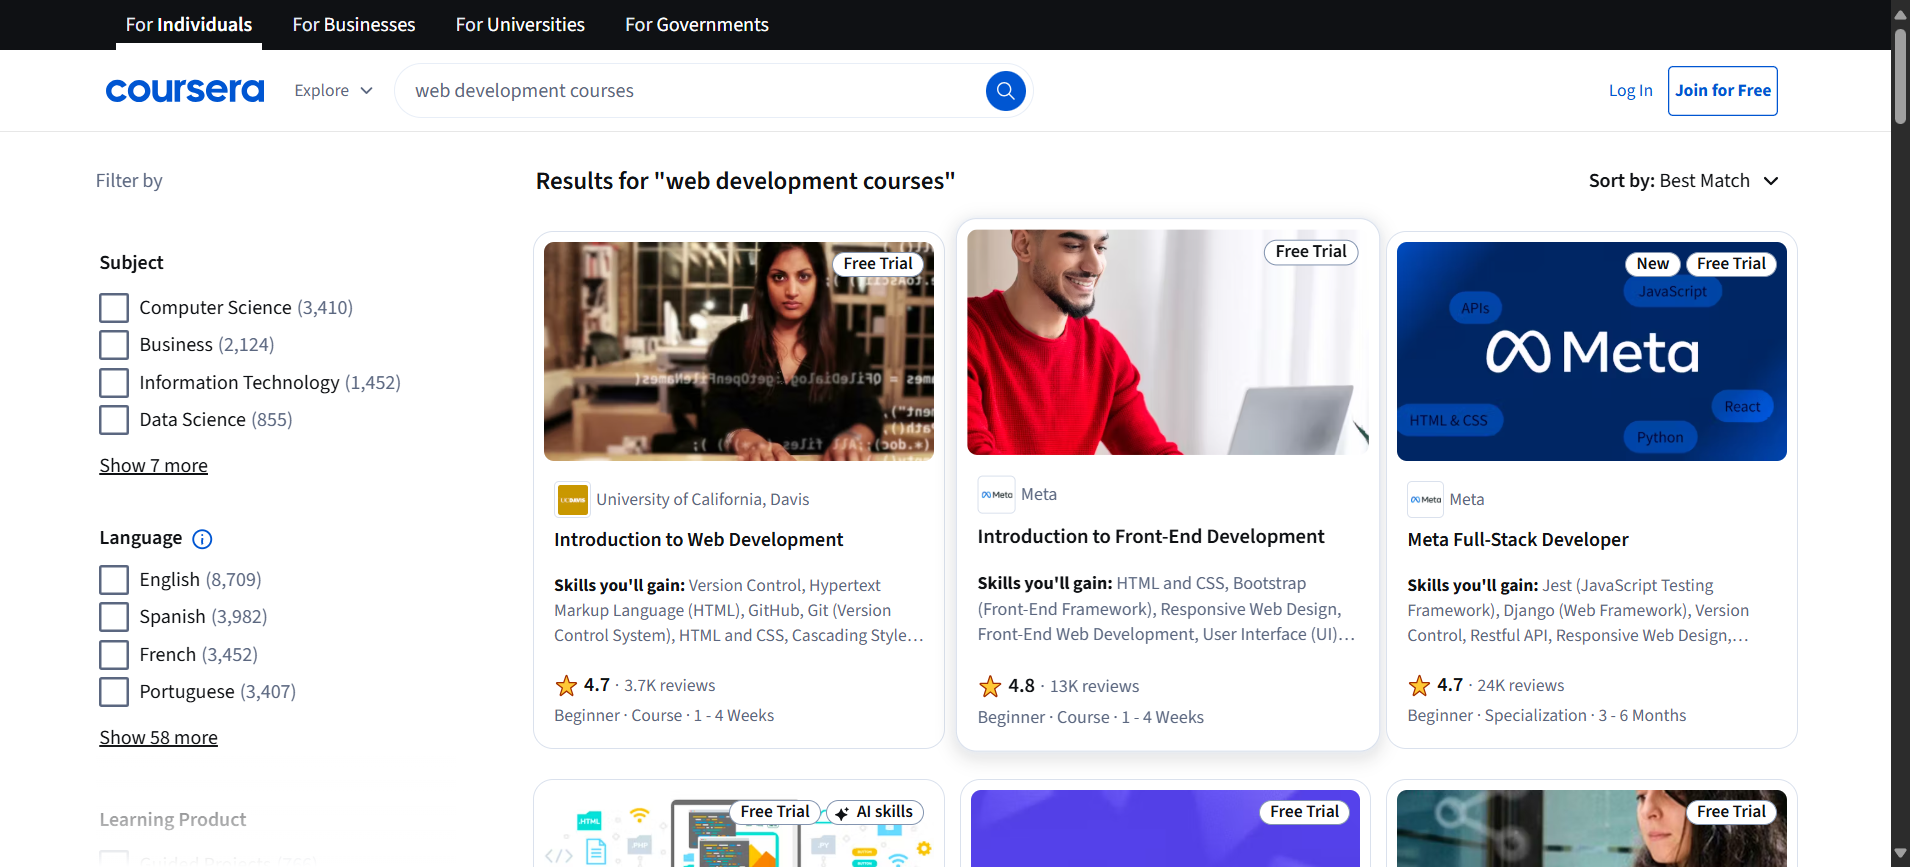 For Individuals
For Businesses
For Universities
For Governments
coursera
Explore
web development courses
Log In
Join for Free
Filter by
Results for "web development courses"
Sort by: Best Match
Subject
Computer Science (3,410)
Business (2,124)
Information Technology (1,452)
Data Science (855)
Show 7 more
Language
English (8,709)
Spanish (3,982)
French (3,452)
Portuguese (3,407)
Show 58 more
Learning Product
Free Trial
University of California, Davis
Introduction to Web Development
Skills you'll gain: Version Control, Hypertext
Markup Language (HTML), GitHub, Git (Version
Control System), HTML and CSS, Cascading Style…
4.7 · 3.7K reviews
Beginner · Course · 1 - 4 Weeks
Free Trial
Meta
Meta
Introduction to Front-End Development
Skills you'll gain: HTML and CSS, Bootstrap
(Front-End Framework), Responsive Web Design,
Front-End Web Development, User Interface (UI)…
4.8 · 13K reviews
Beginner · Course · 1 - 4 Weeks
New
Free Trial
JavaScript
APIs
Meta
React
HTML & CSS
Python
Meta
Meta
Meta Full-Stack Developer
Skills you'll gain: Jest (JavaScript Testing
Framework), Django (Web Framework), Version
Control, Restful API, Responsive Web Design,…
4.7 · 24K reviews
Beginner · Specialization · 3 - 6 Months
Free Trial
AI skills
HTML
PHP
PY
Free Trial
Free Trial